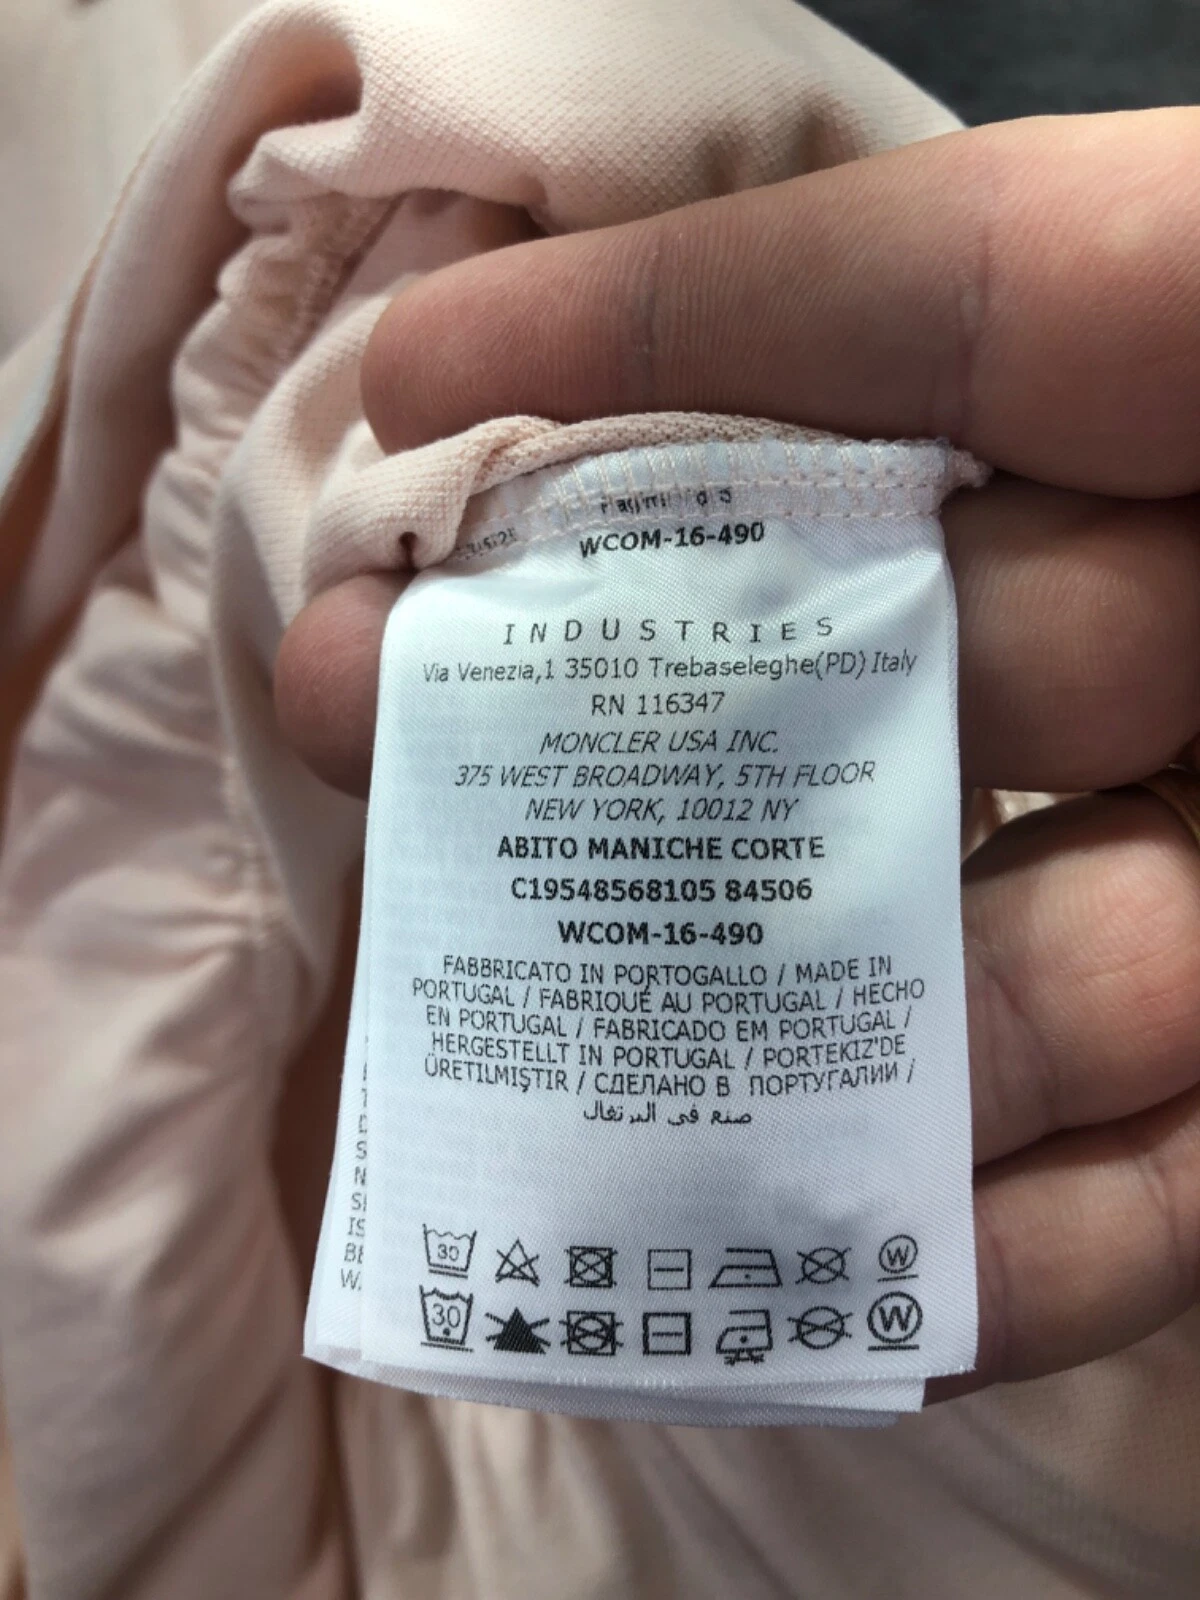 WCOM-16-490
INDUSTRIES
Via Venezia,1 35010 Trebaseleghe(PD) Italy
RN 116347
MONCLER USA INC.
375 WEST BROADWAY, 5TH FLOOR
NEW YORK, 10012 NY
ABITO MANICHE CORTE
C19548568105 84506
WCOM-16-490
FABBRICATO IN PORTOGALLO / MADE IN
PORTUGAL / FABRIQUÉ AU PORTUGAL / HECHO
EN PORTUGAL / FABRICADO EM PORTUGAL /
HERGESTELLT IN PORTUGAL / PORTEKIZ'DE
ÜRETILMIŞTIR / СДЕЛАНО В ПОРТУГАЛИИ /
صنع في البرتغال
30 W
30 W